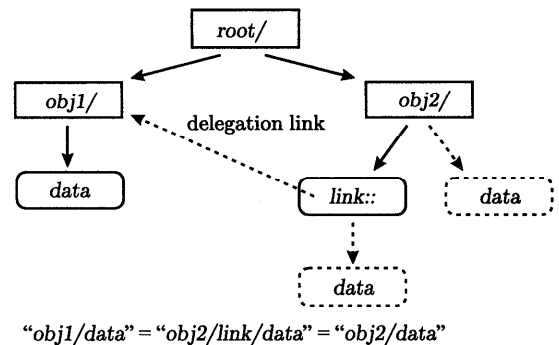 root/
obj1/
obj2/
delegation link
data
link::
data
data
“obj1/data” = “obj2/link/data” = “obj2/data”